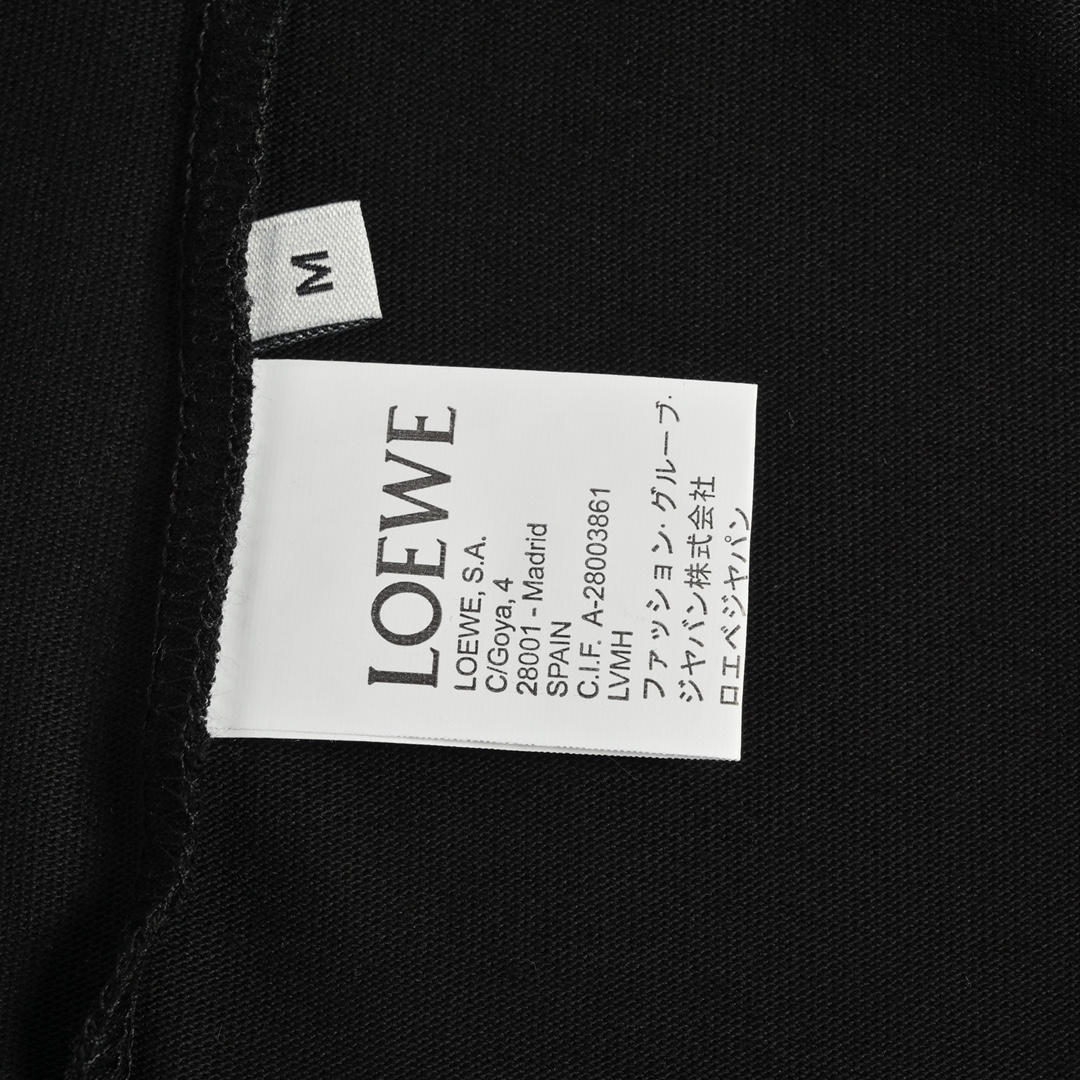 M
LOEWE
LOEWE, S.A.
C/Goya, 4
28001 - Madrid
SPAIN
C.I.F. A-28003861
LVMH
ファッション·グループ·
ジャパン株式会社
ロエベジャパン